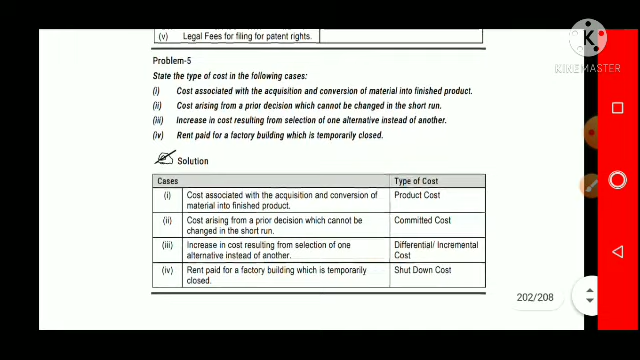 (v) Legal Fees for filing for patent rights.
Problem-5
State the type of cost in the following cases:
(i) Cost associated with the acquisition and conversion of material into finished product.
(ii) Cost arising from a prior decision which cannot be changed in the short run.
(iii) Increase in cost resulting from selection of one alternative instead of another.
(iv) Rent paid for a factory building which is temporarily closed.
Solution
Cases Type of Cost
(i) Cost associated with the acquisition and conversion of Product Cost
material into finished product.
(ii) Cost arising from a prior decision which cannot be Committed Cost
changed in the short run.
(iii) Increase in cost resulting from selection of one Differential/ Incremental
alternative instead of another. Cost
(iv) Rent paid for a factory building which is temporarily Shut Down Cost
closed.
202/208
K
KINEMASTER